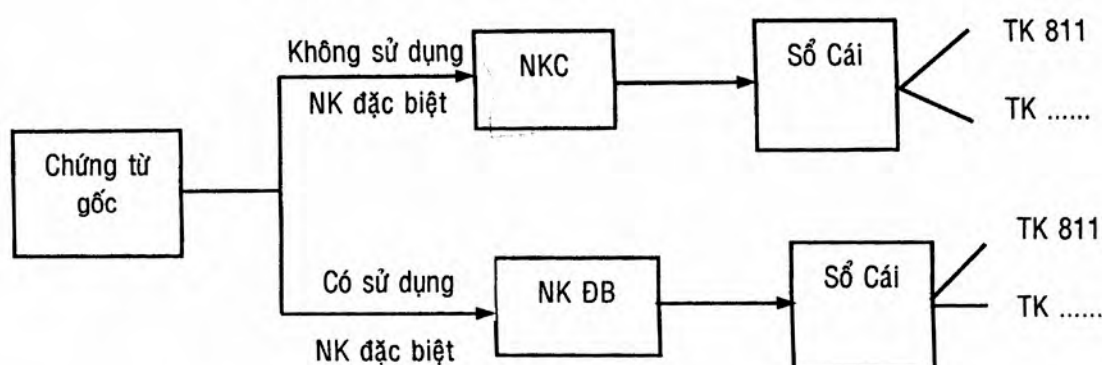 Chứng từ
gốc
Không sử dụng
NK đặc biệt
NKC
Sổ Cái
TK 811
TK ......
Có sử dụng
NK đặc biệt
NK ĐB
Sổ Cái
TK 811
TK ......